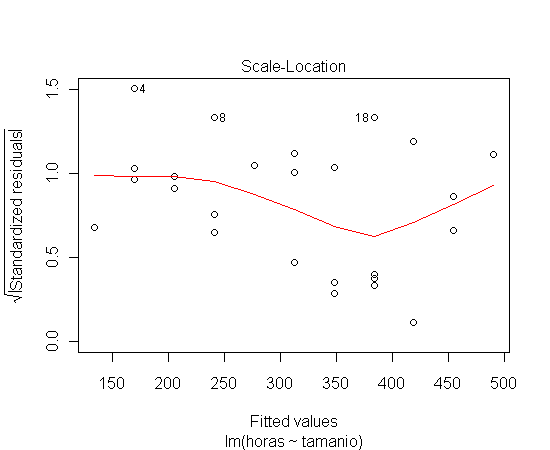 Scale-Location
√|Standardized residuals|
1.5
1.0
0.5
0.0
4
8
18
150 200 250 300 350 400 450 500
Fitted values
lm(horas ~ tamanio)